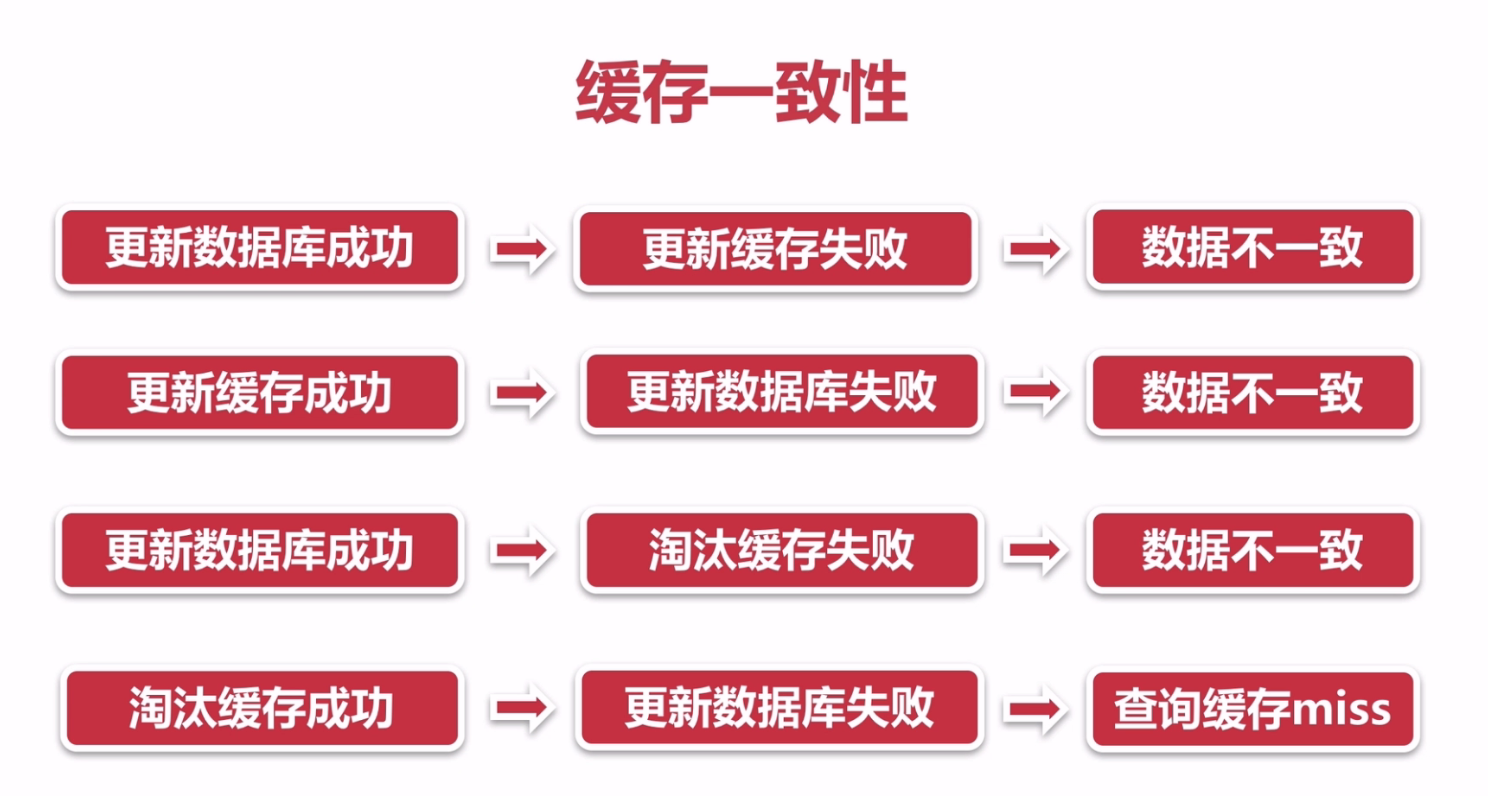 缓存一致性
更新数据库成功
更新缓存失败
数据不一致
更新缓存成功
更新数据库失败
数据不一致
更新数据库成功
淘汰缓存失败
数据不一致
淘汰缓存成功
更新数据库失败
查询缓存miss